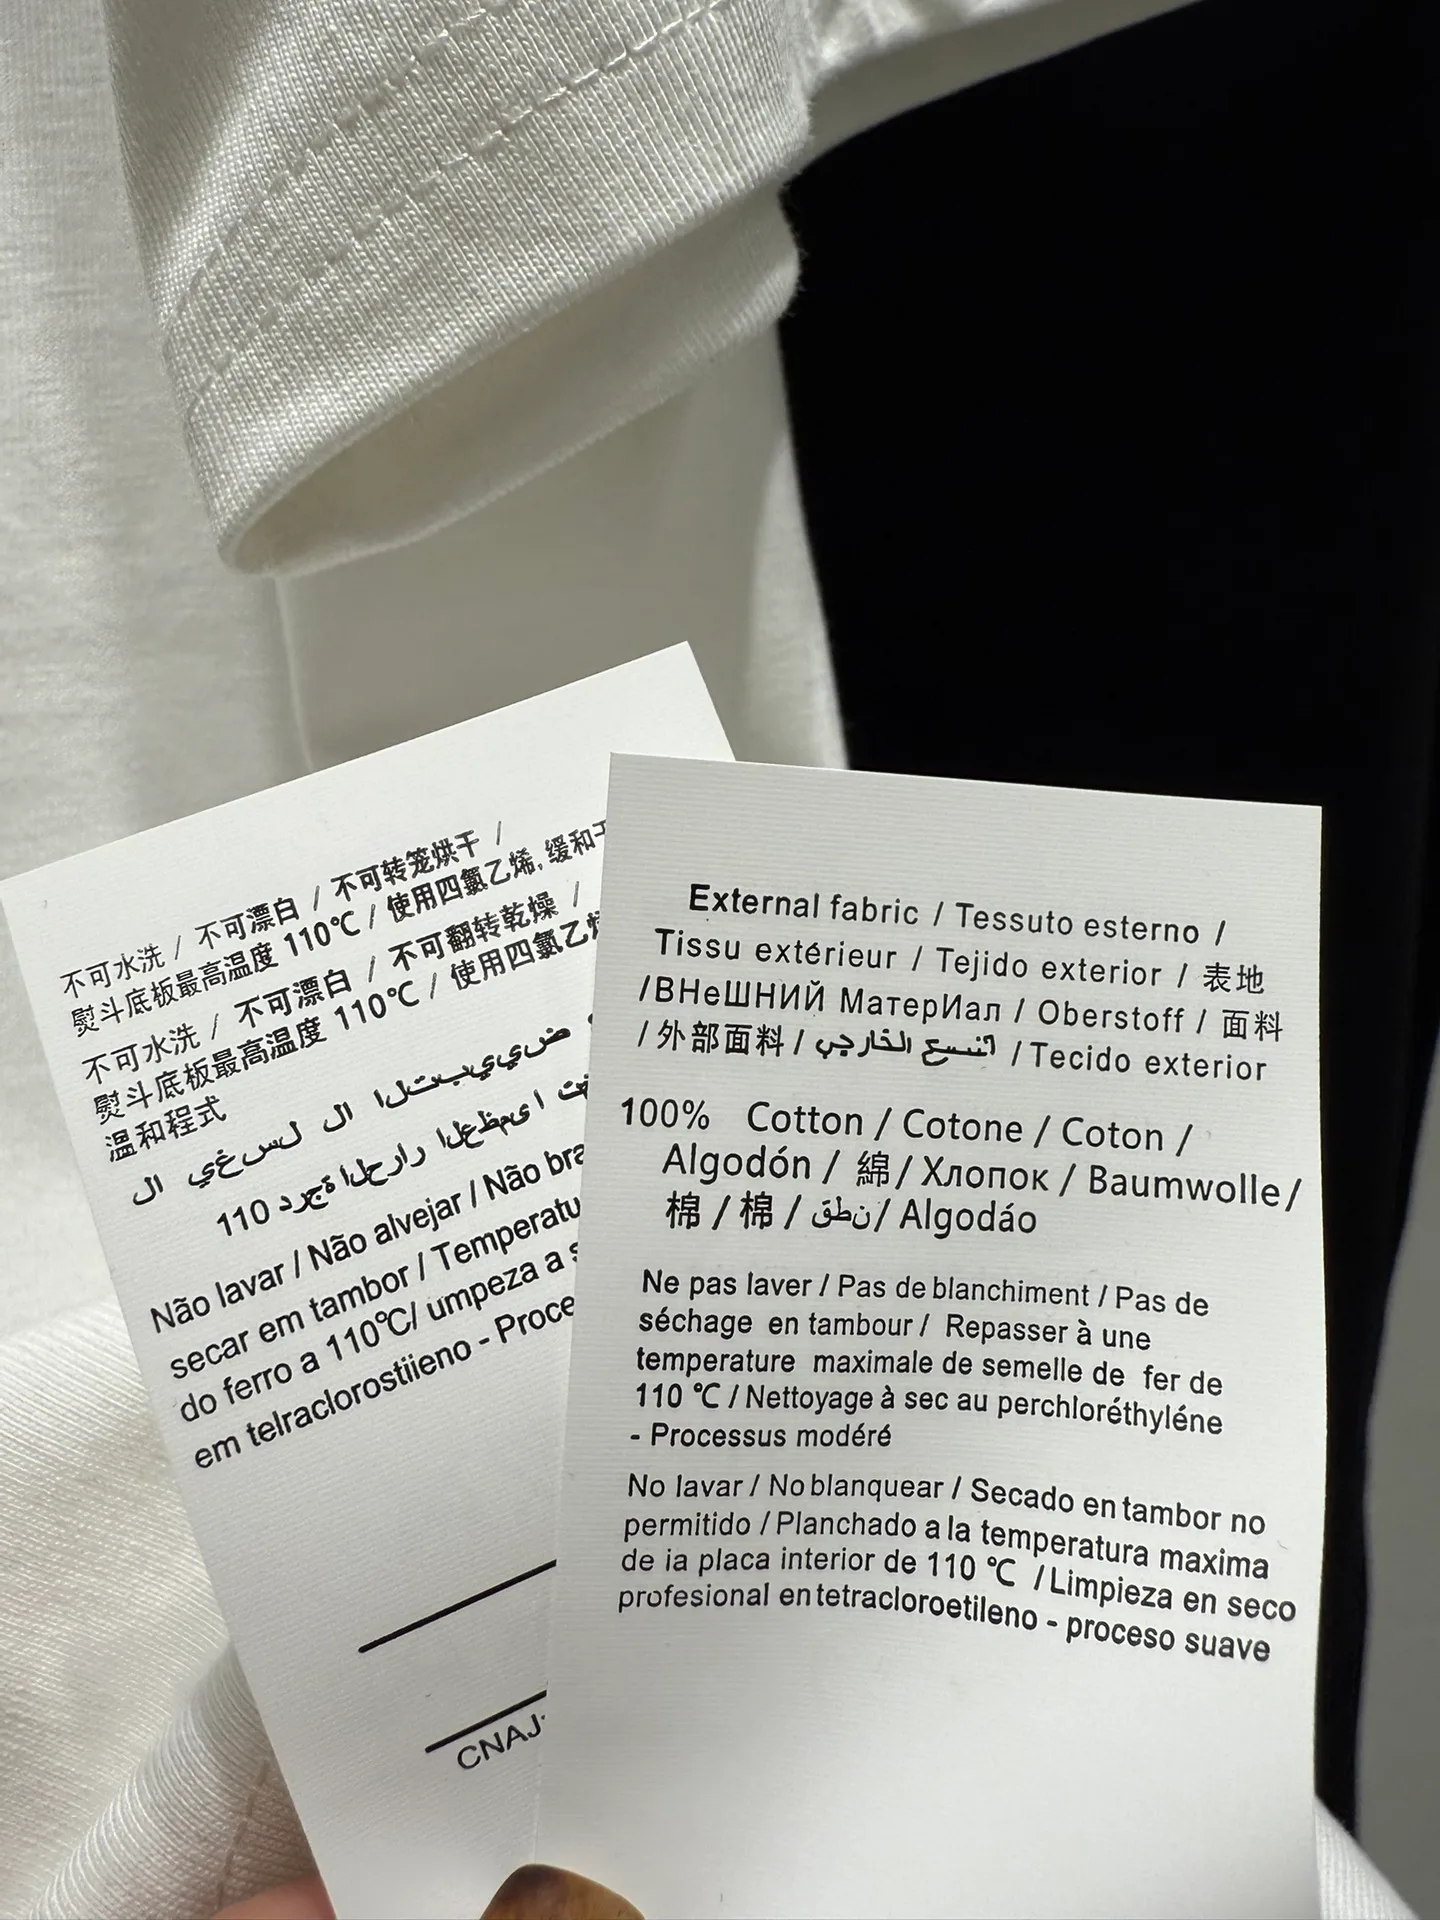 不可水洗 / 不可漂白 / 不可转笼烘干 /
熨斗底板最高温度 110℃ / 使用四氯乙烯, 缓和干
不可水洗 / 不可漂白 / 不可翻转乾燥 /
熨斗底板最高温度 110℃ / 使用四氯乙烯
温和程式
110
Não lavar / Não alvejar / Não bra
secar em tambor / Temperatu
do ferro a 110℃/ umpeza a s
em telraclorostiieno - Proce
CNAJ
External fabric / Tessuto esterno /
Tissu extérieur / Tejido exterior / 表地
/ВНеШНИЙ МатерИал / Oberstoff / 面料
/ 外部面料 / الخارجي / Tecido exterior
100% Cotton / Cotone / Coton /
Algodón / 綿 / Хлопок / Baumwolle /
棉 / 棉 / نطق / Algodáo
Ne pas laver / Pas de blanchiment / Pas de
séchage en tambour / Repasser à une
temperature maximale de semelle de fer de
110 ℃ / Nettoyage à sec au perchloréthyléne
- Processus modéré
No lavar / No blanquear / Secado en tambor no
permitido / Planchado a la temperatura maxima
de ia placa interior de 110 ℃ / Limpieza en seco
profesional en tetracloroetileno - proceso suave